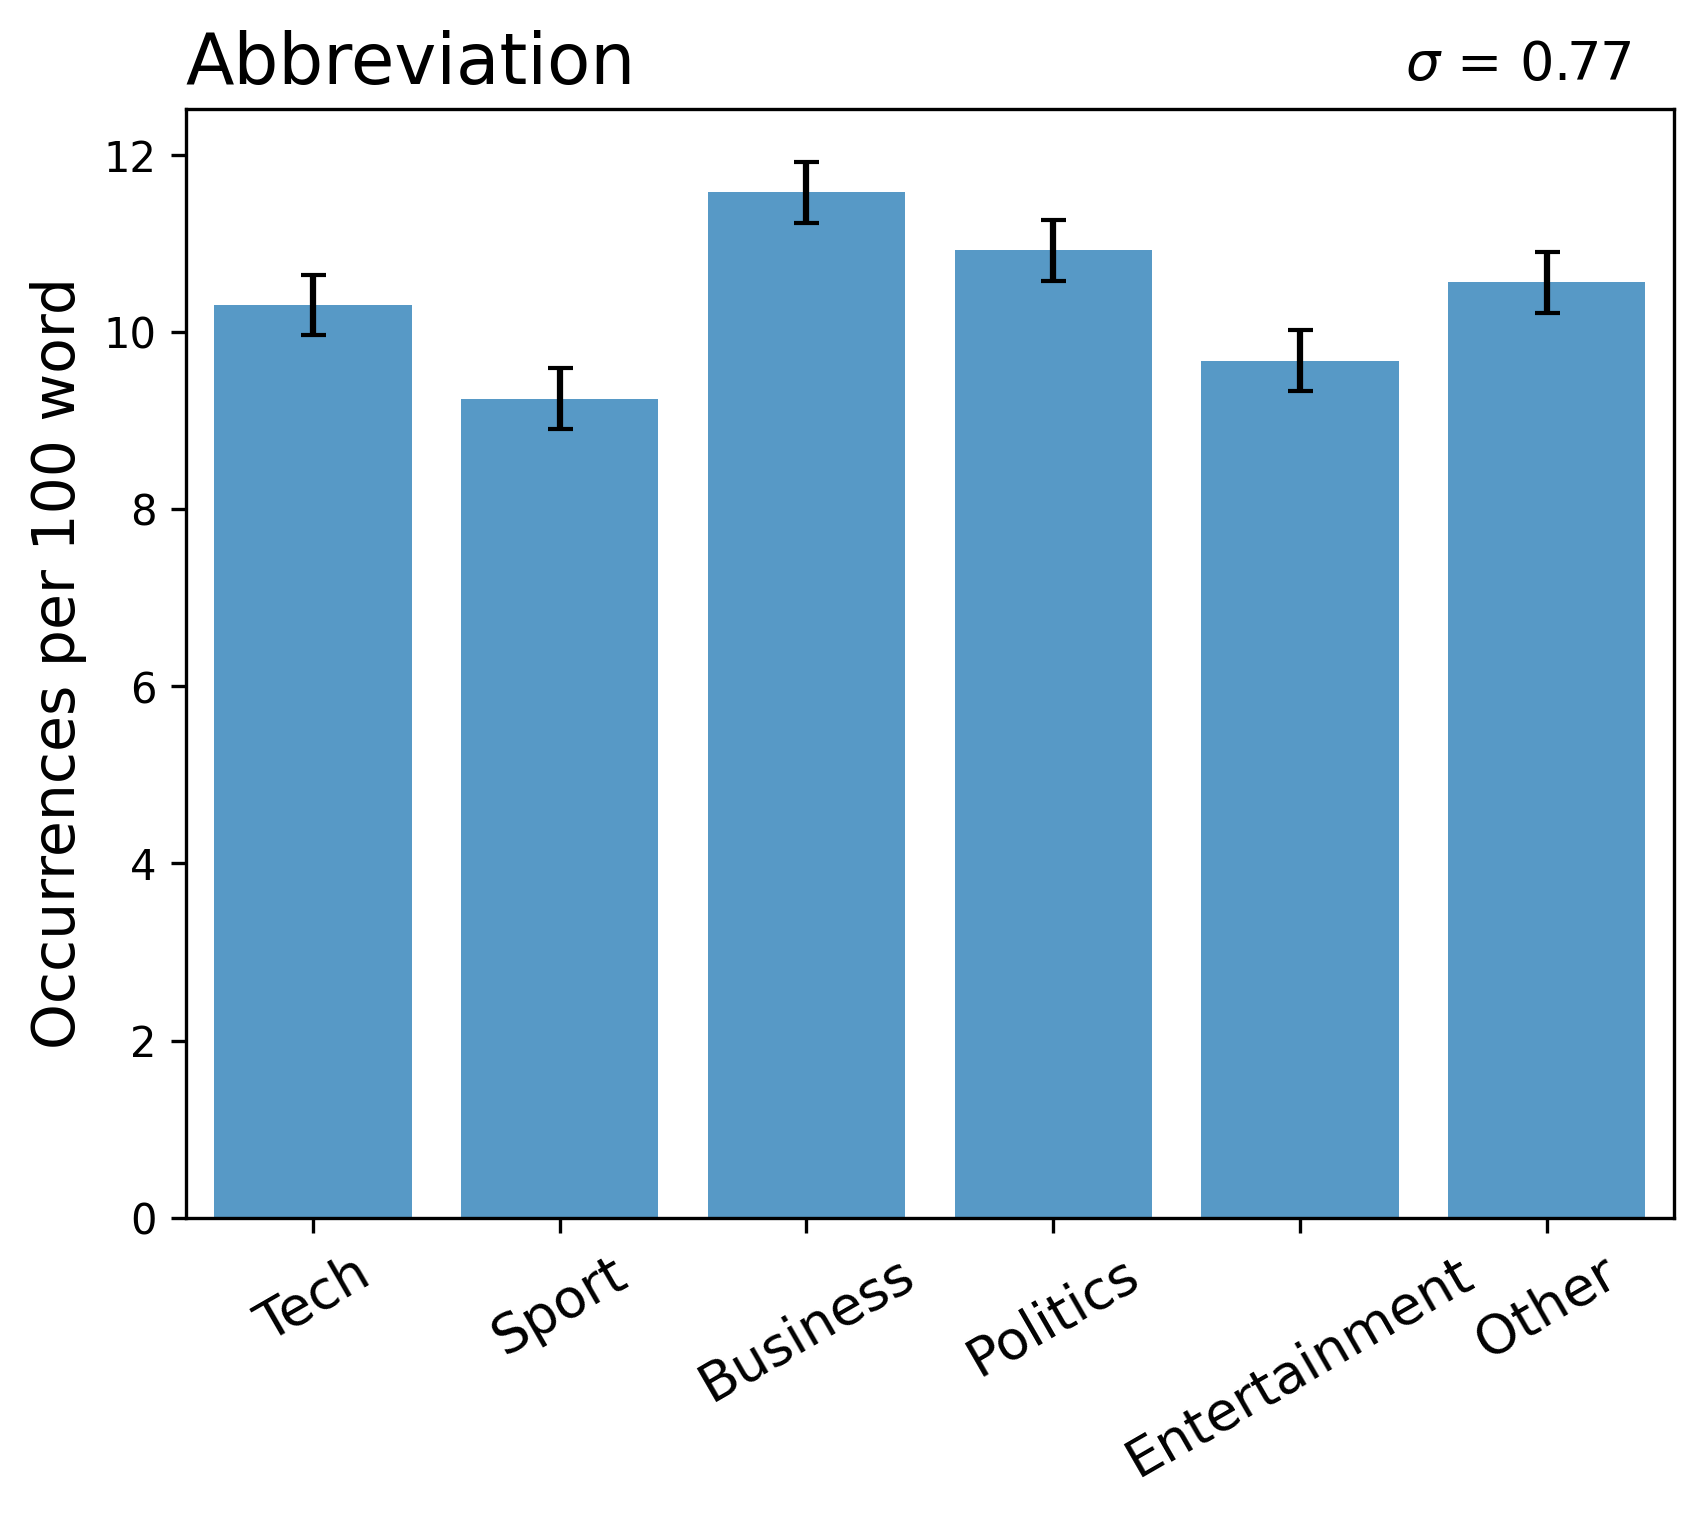 Abbreviation
σ = 0.77
Occurrences per 100 word
12
10
8
6
4
2
0
Tech
Sport
Business
Politics
Entertainment
Other